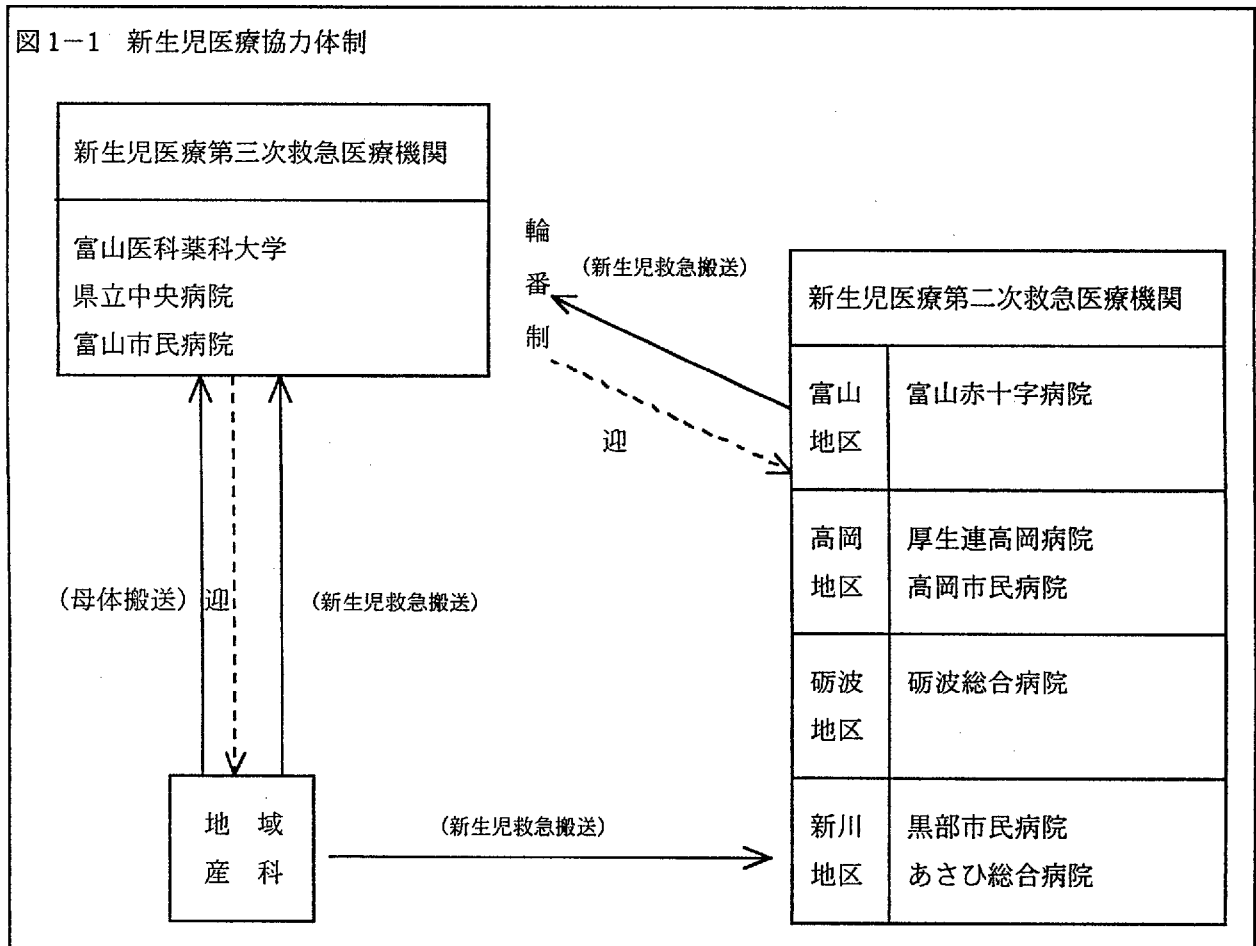 図1-1 新生児医療協力体制
新生児医療第三次救急医療機関
富山医科薬科大学
県立中央病院
富山市民病院
輪番制
(新生児救急搬送)
迎
新生児医療第二次救急医療機関
富山地区
富山赤十字病院
高岡地区
厚生連高岡病院
高岡市民病院
砺波地区
砺波総合病院
新川地区
黒部市民病院
あさひ総合病院
(母体搬送)
迎
(新生児救急搬送)
地域
産科
(新生児救急搬送)